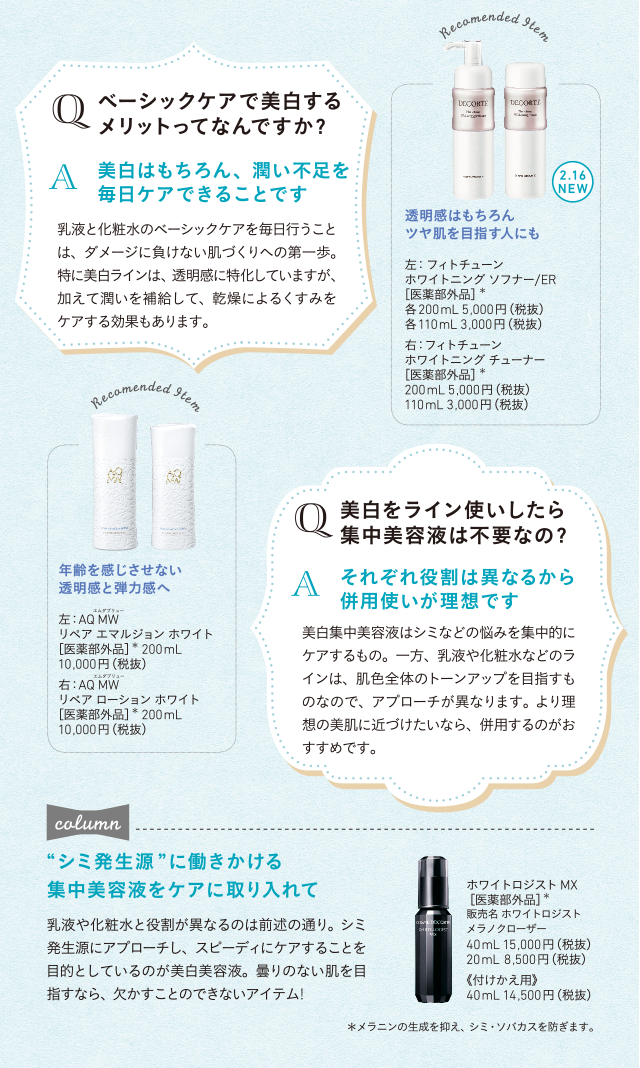 Recomended Item
Q
ベーシックケアで美白する
メリットってなんですか?
A
美白はもちろん、潤い不足を
毎日ケアできることです
乳液と化粧水のベーシックケアを毎日行うこと
は、ダメージに負けない肌づくりへの第一歩。
特に美白ラインは、透明感に特化していますが、
加えて潤いを補給して、乾燥によるくすみを
ケアする効果もあります。
DECORTÉ
DECORTÉ
2.16
NEW
透明感はもちろん
ツヤ肌を目指す人にも
左:フィトチューン
ホワイトニング ソフナー/ER
[医薬部外品]*
各200mL 5,000円(税抜)
各110mL 3,000円(税抜)
右:フィトチューン
ホワイトニング チューナー
[医薬部外品]*
200mL 5,000円(税抜)
110mL 3,000円(税抜)
Recomended Item
AQ
MW
AQ
MW
年齢を感じさせない
透明感と弾力感へ
エムダブリュー
左:AQ MW
リペア エマルジョン ホワイト
[医薬部外品]* 200mL
10,000円(税抜)
エムダブリュー
右:AQ MW
リペア ローション ホワイト
[医薬部外品]* 200mL
10,000円(税抜)
Q
美白をライン使いしたら
集中美容液は不要なの?
A
それぞれ役割は異なるから
併用使いが理想です
美白集中美容液はシミなどの悩みを集中的に
ケアするもの。一方、乳液や化粧水などのラ
インは、肌色全体のトーンアップを目指すも
のなので、アプローチが異なります。より理
想の美肌に近づけたいなら、併用するのがお
すすめです。
column
“シミ発生源”に働きかける
集中美容液をケアに取り入れて
乳液や化粧水と役割が異なるのは前述の通り。シミ
発生源にアプローチし、スピーディにケアすることを
目的としているのが美白美容液。曇りのない肌を目
指すなら、欠かすことのできないアイテム!
ホワイトロジスト MX
[医薬部外品]*
販売名 ホワイトロジスト
メラノクローザー
40mL 15,000円(税抜)
20mL 8,500円(税抜)
《付けかえ用》
40mL 14,500円(税抜)
*メラニンの生成を抑え、シミ・ソバカスを防ぎます。